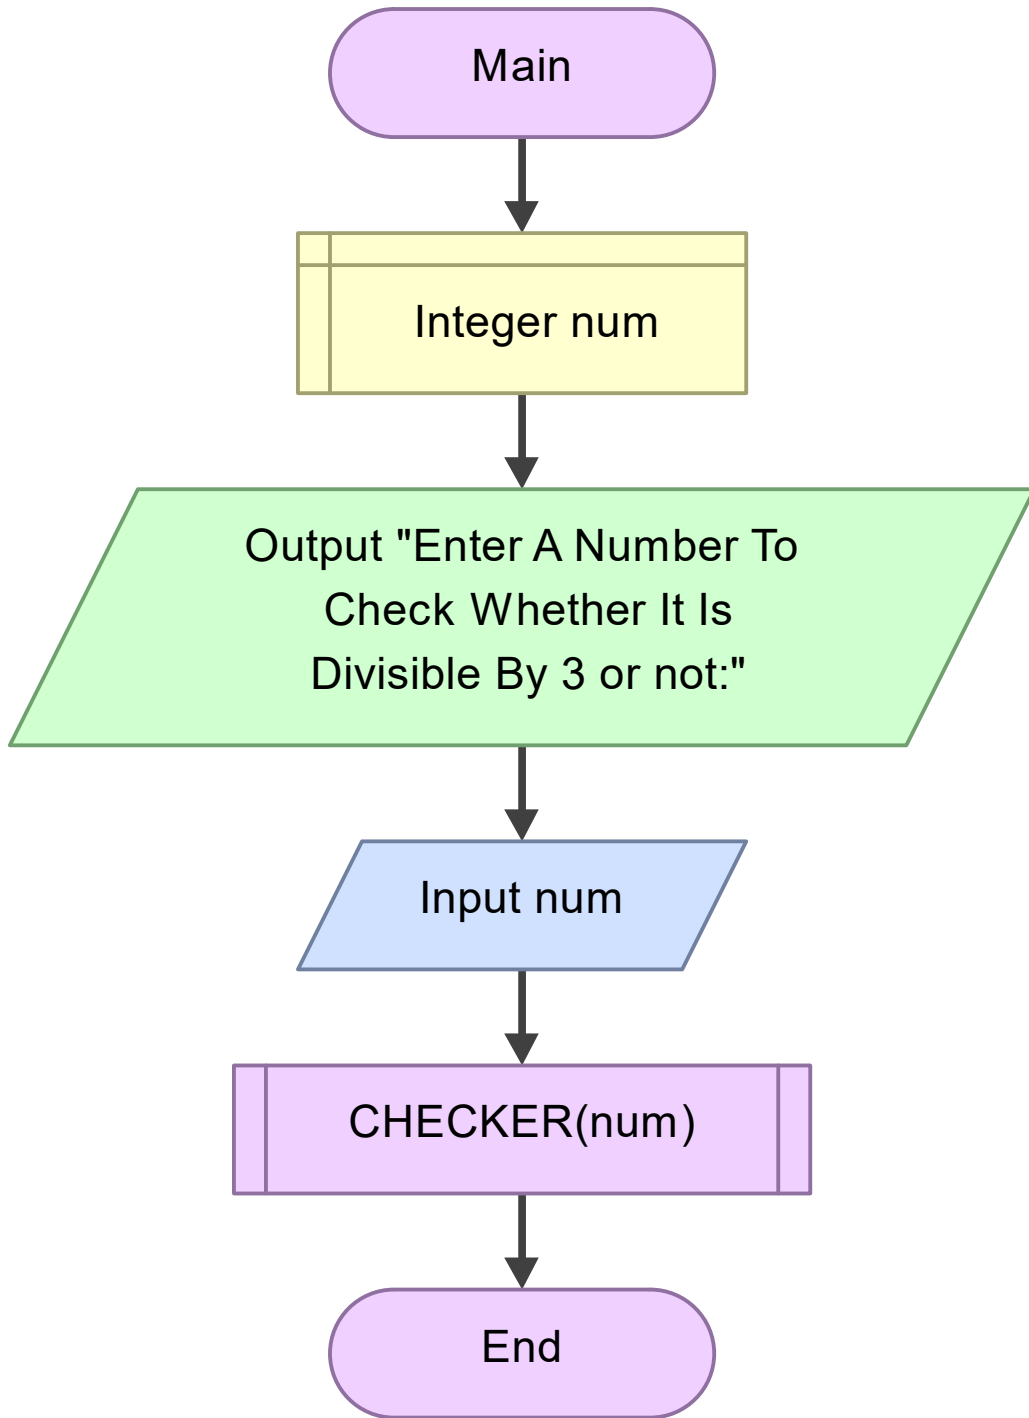 Main
Integer num
Output "Enter A Number To
Check Whether It Is
Divisible By 3 or not:"
Input num
CHECKER(num)
End